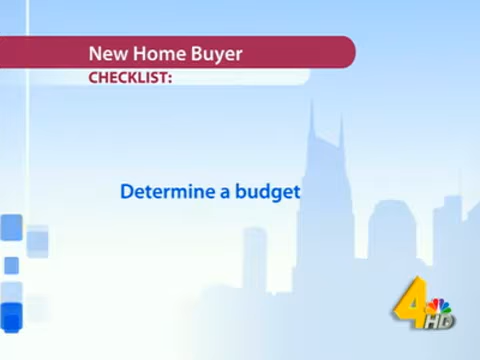 New Home Buyer
CHECKLIST:
Determine a budget
4
HD